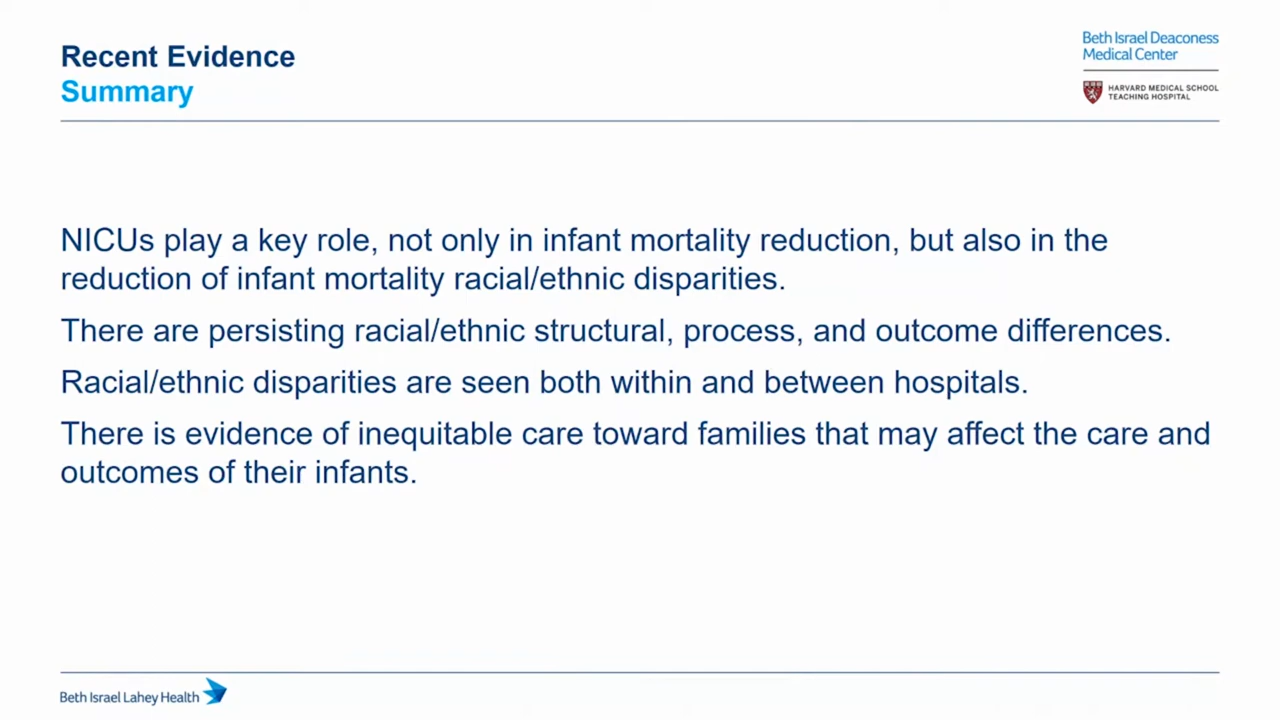 Recent Evidence
Summary
Beth Israel Deaconess
Medical Center
HARVARD MEDICAL SCHOOL
TEACHING HOSPITAL
NICUs play a key role, not only in infant mortality reduction, but also in the
reduction of infant mortality racial/ethnic disparities.
There are persisting racial/ethnic structural, process, and outcome differences.
Racial/ethnic disparities are seen both within and between hospitals.
There is evidence of inequitable care toward families that may affect the care and
outcomes of their infants.
Beth Israel Lahey Health